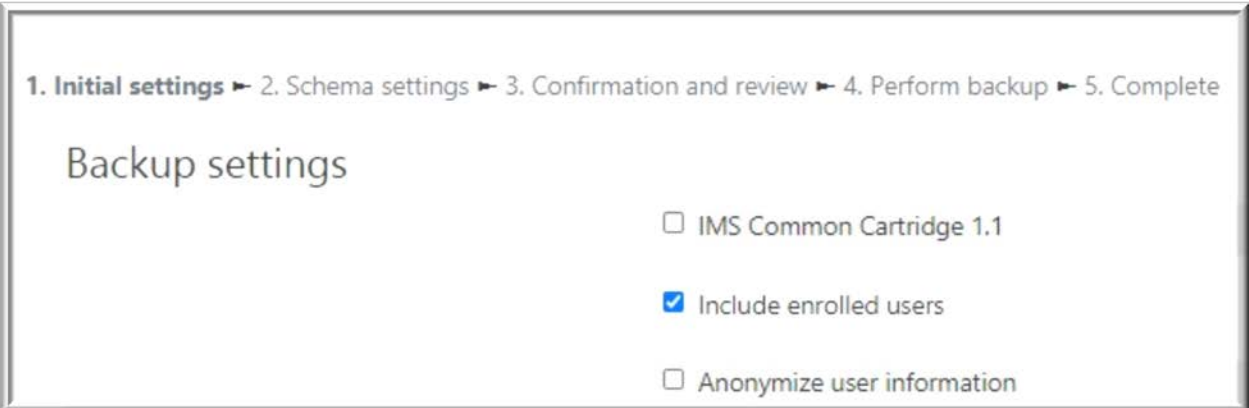 1. Initial settings ► 2. Schema settings ► 3. Confirmation and review ► 4. Perform backup ► 5. Complete
Backup settings
IMS Common Cartridge 1.1
Include enrolled users
Anonymize user information